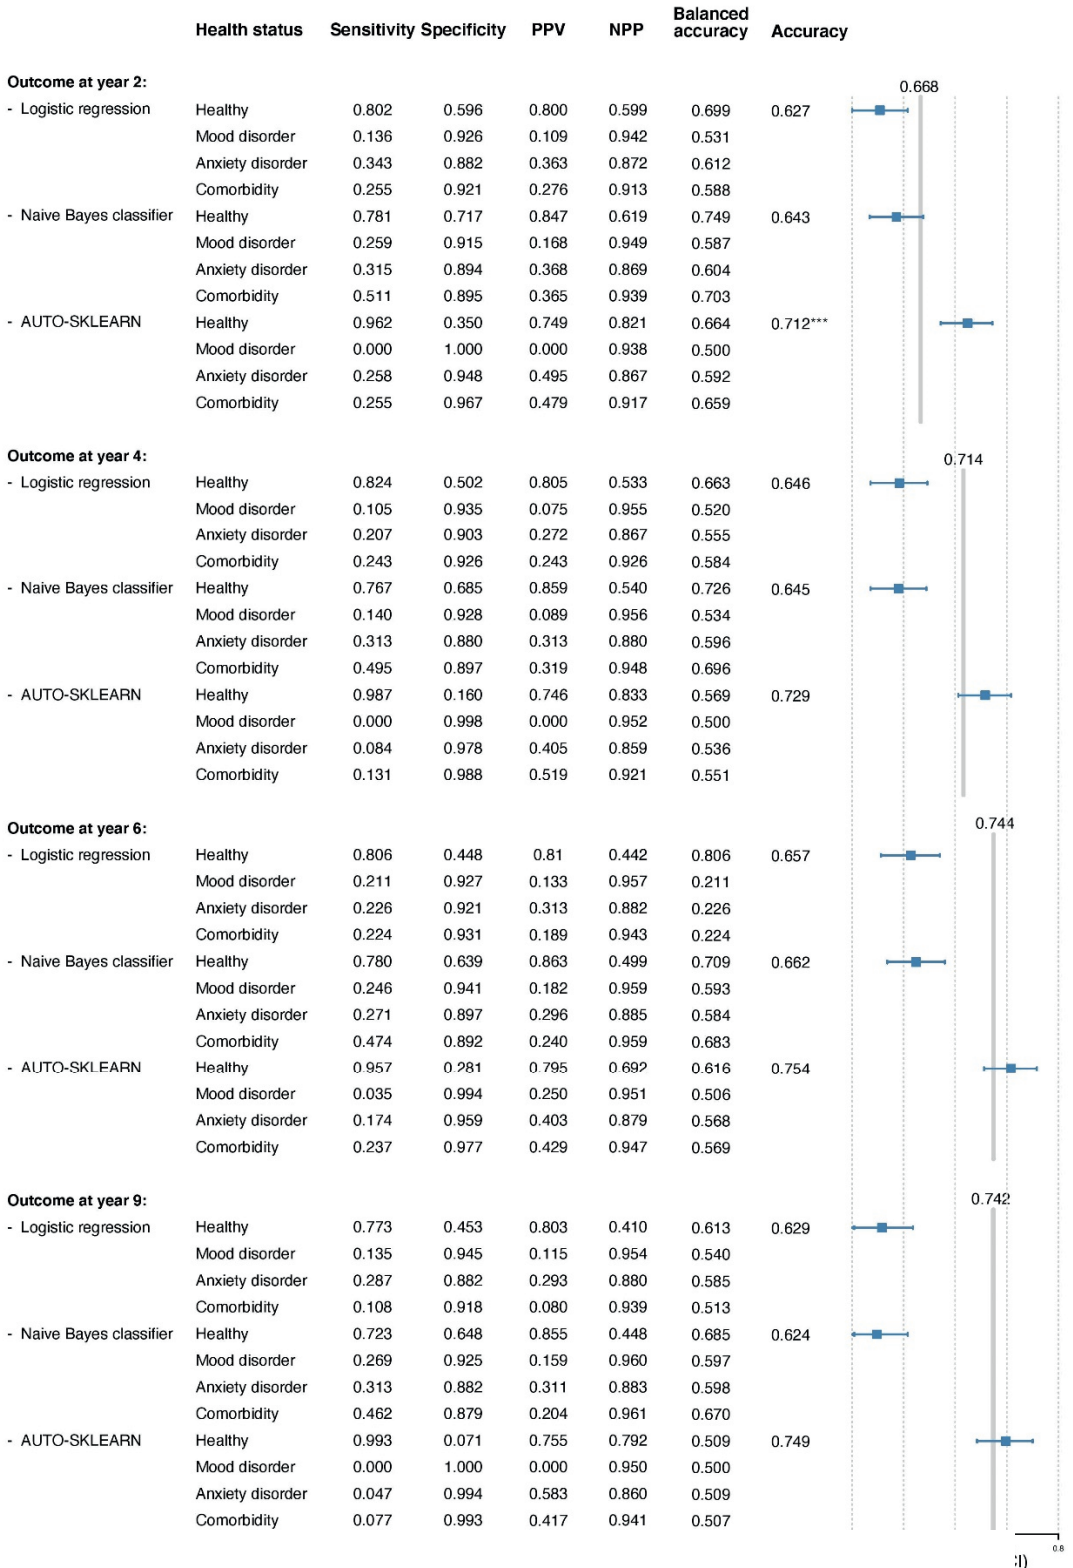 Health status Sensitivity Specificity PPV NPP Balanced accuracy Accuracy
Outcome at year 2:
0.668
- Logistic regression Healthy 0.802 0.596 0.800 0.599 0.699 0.627
Mood disorder 0.136 0.926 0.109 0.942 0.531
Anxiety disorder 0.343 0.882 0.363 0.872 0.612
Comorbidity 0.255 0.921 0.276 0.913 0.588
- Naive Bayes classifier Healthy 0.781 0.717 0.847 0.619 0.749 0.643
Mood disorder 0.259 0.915 0.168 0.949 0.587
Anxiety disorder 0.315 0.894 0.368 0.869 0.604
Comorbidity 0.511 0.895 0.365 0.939 0.703
- AUTO-SKLEARN Healthy 0.962 0.350 0.749 0.821 0.664 0.712***
Mood disorder 0.000 1.000 0.000 0.938 0.500
Anxiety disorder 0.258 0.948 0.495 0.867 0.592
Comorbidity 0.255 0.967 0.479 0.917 0.659
Outcome at year 4:
0.714
- Logistic regression Healthy 0.824 0.502 0.805 0.533 0.663 0.646
Mood disorder 0.105 0.935 0.075 0.955 0.520
Anxiety disorder 0.207 0.903 0.272 0.867 0.555
Comorbidity 0.243 0.926 0.243 0.926 0.584
- Naive Bayes classifier Healthy 0.767 0.685 0.859 0.540 0.726 0.645
Mood disorder 0.140 0.928 0.089 0.956 0.534
Anxiety disorder 0.313 0.880 0.313 0.880 0.596
Comorbidity 0.495 0.897 0.319 0.948 0.696
- AUTO-SKLEARN Healthy 0.987 0.160 0.746 0.833 0.569 0.729
Mood disorder 0.000 0.998 0.000 0.952 0.500
Anxiety disorder 0.084 0.978 0.405 0.859 0.536
Comorbidity 0.131 0.988 0.519 0.921 0.551
Outcome at year 6:
0.744
- Logistic regression Healthy 0.806 0.448 0.81 0.442 0.806 0.657
Mood disorder 0.211 0.927 0.133 0.957 0.211
Anxiety disorder 0.226 0.921 0.313 0.882 0.226
Comorbidity 0.224 0.931 0.189 0.943 0.224
- Naive Bayes classifier Healthy 0.780 0.639 0.863 0.499 0.709 0.662
Mood disorder 0.246 0.941 0.182 0.959 0.593
Anxiety disorder 0.271 0.897 0.296 0.885 0.584
Comorbidity 0.474 0.892 0.240 0.959 0.683
- AUTO-SKLEARN Healthy 0.957 0.281 0.795 0.692 0.616 0.754
Mood disorder 0.035 0.994 0.250 0.951 0.506
Anxiety disorder 0.174 0.959 0.403 0.879 0.568
Comorbidity 0.237 0.977 0.429 0.947 0.569
Outcome at year 9:
0.742
- Logistic regression Healthy 0.773 0.453 0.803 0.410 0.613 0.629
Mood disorder 0.135 0.945 0.115 0.954 0.540
Anxiety disorder 0.287 0.882 0.293 0.880 0.585
Comorbidity 0.108 0.918 0.080 0.939 0.513
- Naive Bayes classifier Healthy 0.723 0.648 0.855 0.448 0.685 0.624
Mood disorder 0.269 0.925 0.159 0.960 0.597
Anxiety disorder 0.313 0.882 0.311 0.883 0.598
Comorbidity 0.462 0.879 0.204 0.961 0.670
- AUTO-SKLEARN Healthy 0.993 0.071 0.755 0.792 0.509 0.749
Mood disorder 0.000 1.000 0.000 0.950 0.500
Anxiety disorder 0.047 0.994 0.583 0.860 0.509
Comorbidity 0.077 0.993 0.417 0.941 0.507
0.8